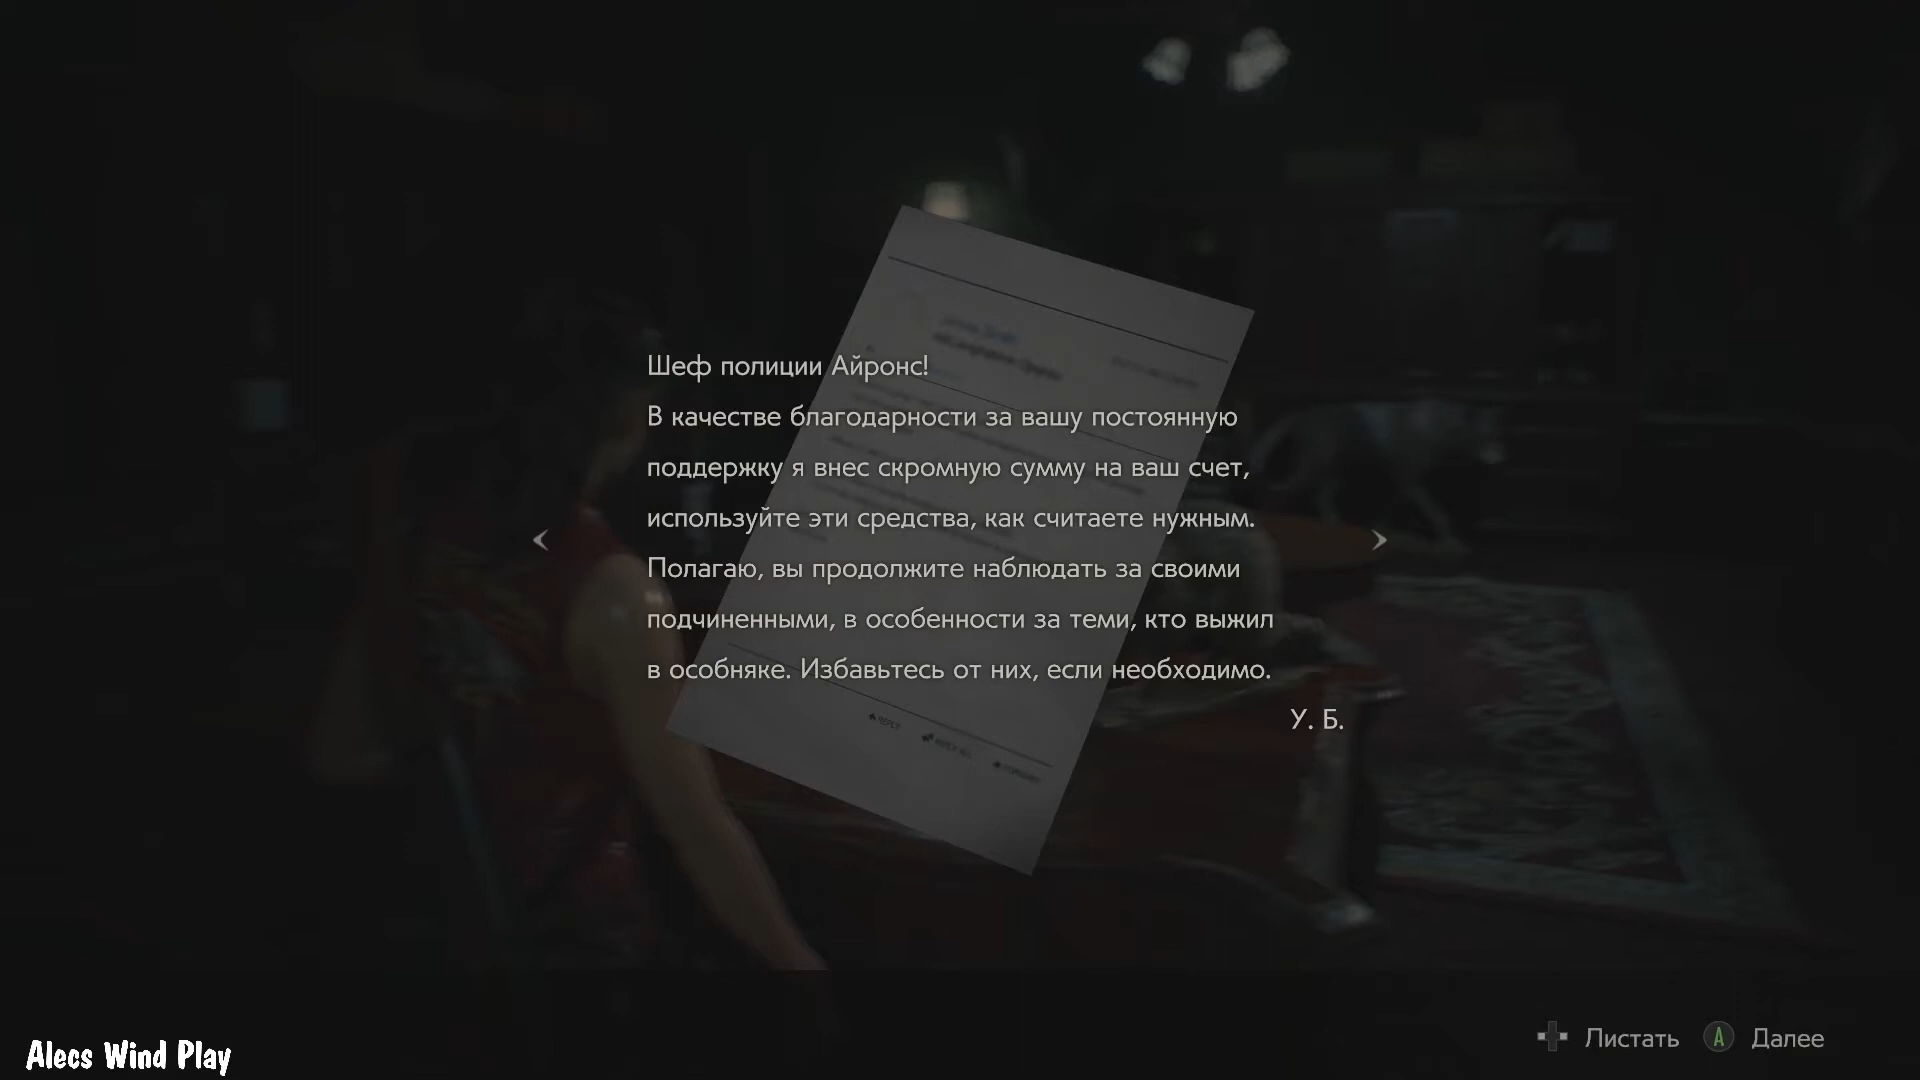 Шеф полиции Айронс!
В качестве благодарности за вашу постоянную
поддержку я внес скромную сумму на ваш счет,
используйте эти средства, как считаете нужным.
Полагаю, вы продолжите наблюдать за своими
подчиненными, в особенности за теми, кто выжил
в особняке. Избавьтесь от них, если необходимо.
У. Б.
Листать A Далее
Alecs Wind Play